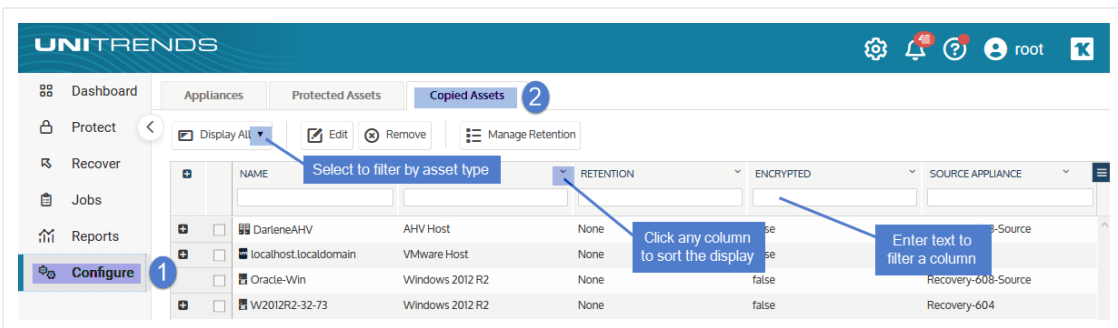 UNITRENDS
40
root
Dashboard
Protect
Recover
Jobs
Reports
Configure
1
Appliances Protected Assets Copied Assets 2
Display All Edit Remove Manage Retention
Select to filter by asset type
NAME RETENTION ENCRYPTED SOURCE APPLIANCE
DarleneAHV AHV Host None
localhost.localdomain VMware Host None
Click any column
to sort the display
Enter text to
filter a column
Oracle-Win Windows 2012 R2 None false Recovery-608-Source
W2012R2-32-73 Windows 2012 R2 None false Recovery-604